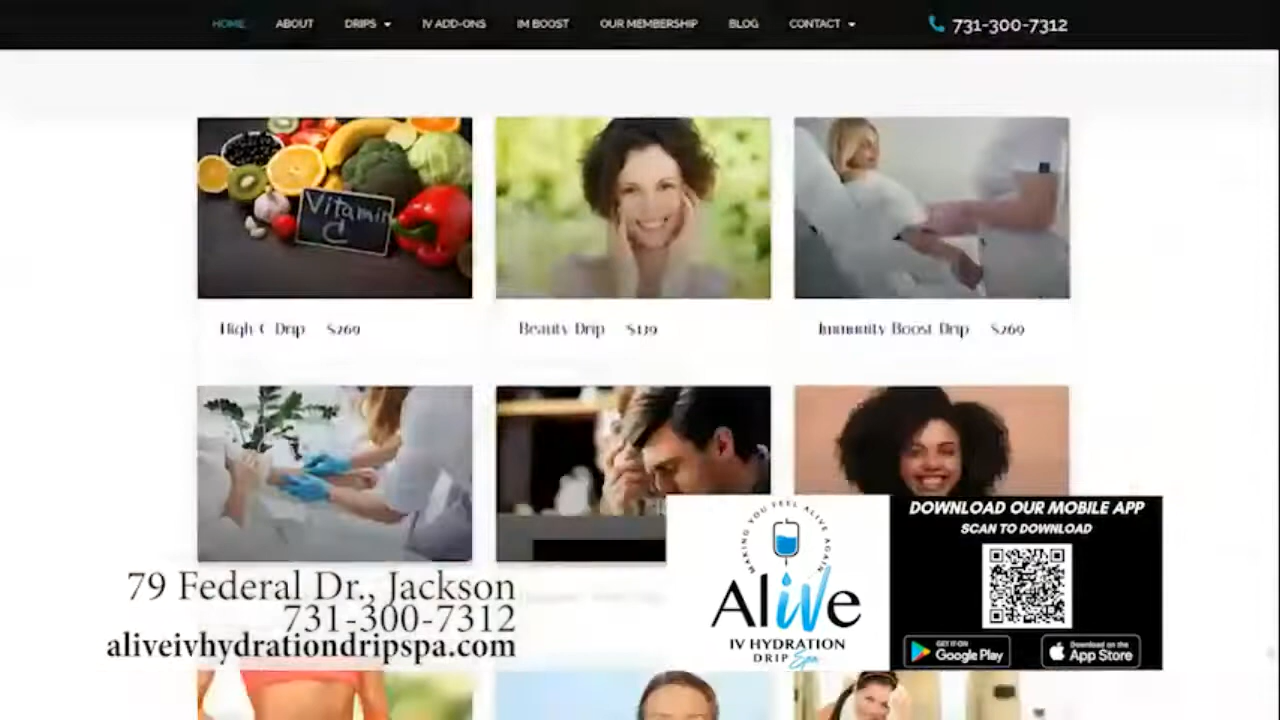 HOME ABOUT DRIPS IV ADD-ONS IM BOOST OUR MEMBERSHIP BLOG CONTACT 731-300-7312
Vitamin
C
High C Drip $269
Beauty Drip $139
Immunity Boost Drip $269
79 Federal Dr., Jackson
731-300-7312
aliveivhydrationdripspa.com
MAKING YOU FEEL ALIVE AGAIN
Alive
IV HYDRATION
DRIP Spa
DOWNLOAD OUR MOBILE APP
SCAN TO DOWNLOAD
GET IT ON
Google Play
Download on the
App Store